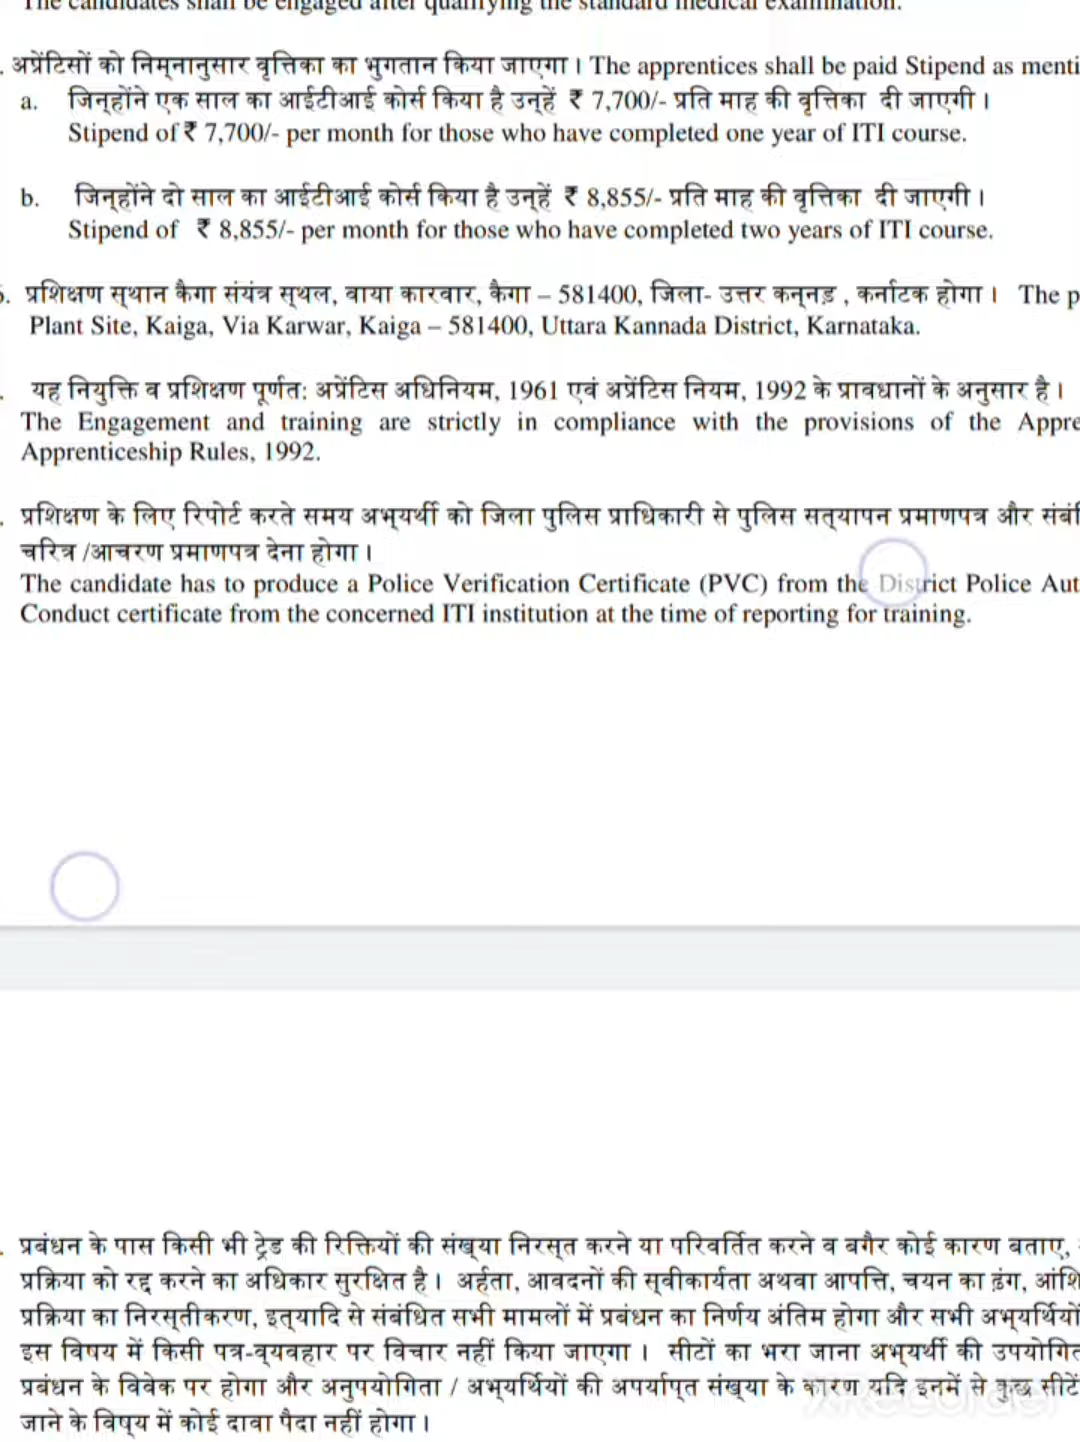 The candidates shall be engaged after qualifying the standard medical examination.
. अप्रेंटिसों को निम्नानुसार वृत्तिका का भुगतान किया जाएगा। The apprentices shall be paid Stipend as menti
a. जिन्होंने एक साल का आईटीआई कोर्स किया है उन्हें ₹ 7,700/- प्रति माह की वृत्तिका दी जाएगी।
Stipend of ₹ 7,700/- per month for those who have completed one year of ITI course.
b. जिन्होंने दो साल का आईटीआई कोर्स किया है उन्हें ₹ 8,855/- प्रति माह की वृत्तिका दी जाएगी।
Stipend of ₹ 8,855/- per month for those who have completed two years of ITI course.
. प्रशिक्षण स्थान कैगा संयंत्र स्थल, वाया कारवार, कैगा – 581400, जिला- उत्तर कन्नड़ , कर्नाटक होगा। The p
Plant Site, Kaiga, Via Karwar, Kaiga – 581400, Uttara Kannada District, Karnataka.
. यह नियुक्ति व प्रशिक्षण पूर्णत: अप्रेंटिस अधिनियम, 1961 एवं अप्रेंटिस नियम, 1992 के प्रावधानों के अनुसार है।
The Engagement and training are strictly in compliance with the provisions of the Appre
Apprenticeship Rules, 1992.
. प्रशिक्षण के लिए रिपोर्ट करते समय अभ्यर्थी को जिला पुलिस प्राधिकारी से पुलिस सत्यापन प्रमाणपत्र और संबं
चरित्र /आचरण प्रमाणपत्र देना होगा।
The candidate has to produce a Police Verification Certificate (PVC) from the District Police Aut
Conduct certificate from the concerned ITI institution at the time of reporting for training.
. प्रबंधन के पास किसी भी ट्रेड की रिक्तियों की संख्या निरस्त करने या परिवर्तित करने व बगैर कोई कारण बताए,
प्रक्रिया को रद्द करने का अधिकार सुरक्षित है। अर्हता, आवदनों की स्वीकार्यता अथवा आपत्ति, चयन का ढ़ंग, आंशि
प्रक्रिया का निरस्तीकरण, इत्यादि से संबंधित सभी मामलों में प्रबंधन का निर्णय अंतिम होगा और सभी अभ्यर्थियों
इस विषय में किसी पत्र-व्यवहार पर विचार नहीं किया जाएगा। सीटों का भरा जाना अभ्यर्थी की उपयोगित
प्रबंधन के विवेक पर होगा और अनुपयोगिता / अभ्यर्थियों की अपर्याप्त संख्या के कारण यदि इनमें से कुछ सीटें
जाने के विषय में कोई दावा पैदा नहीं होगा।
XRecorder